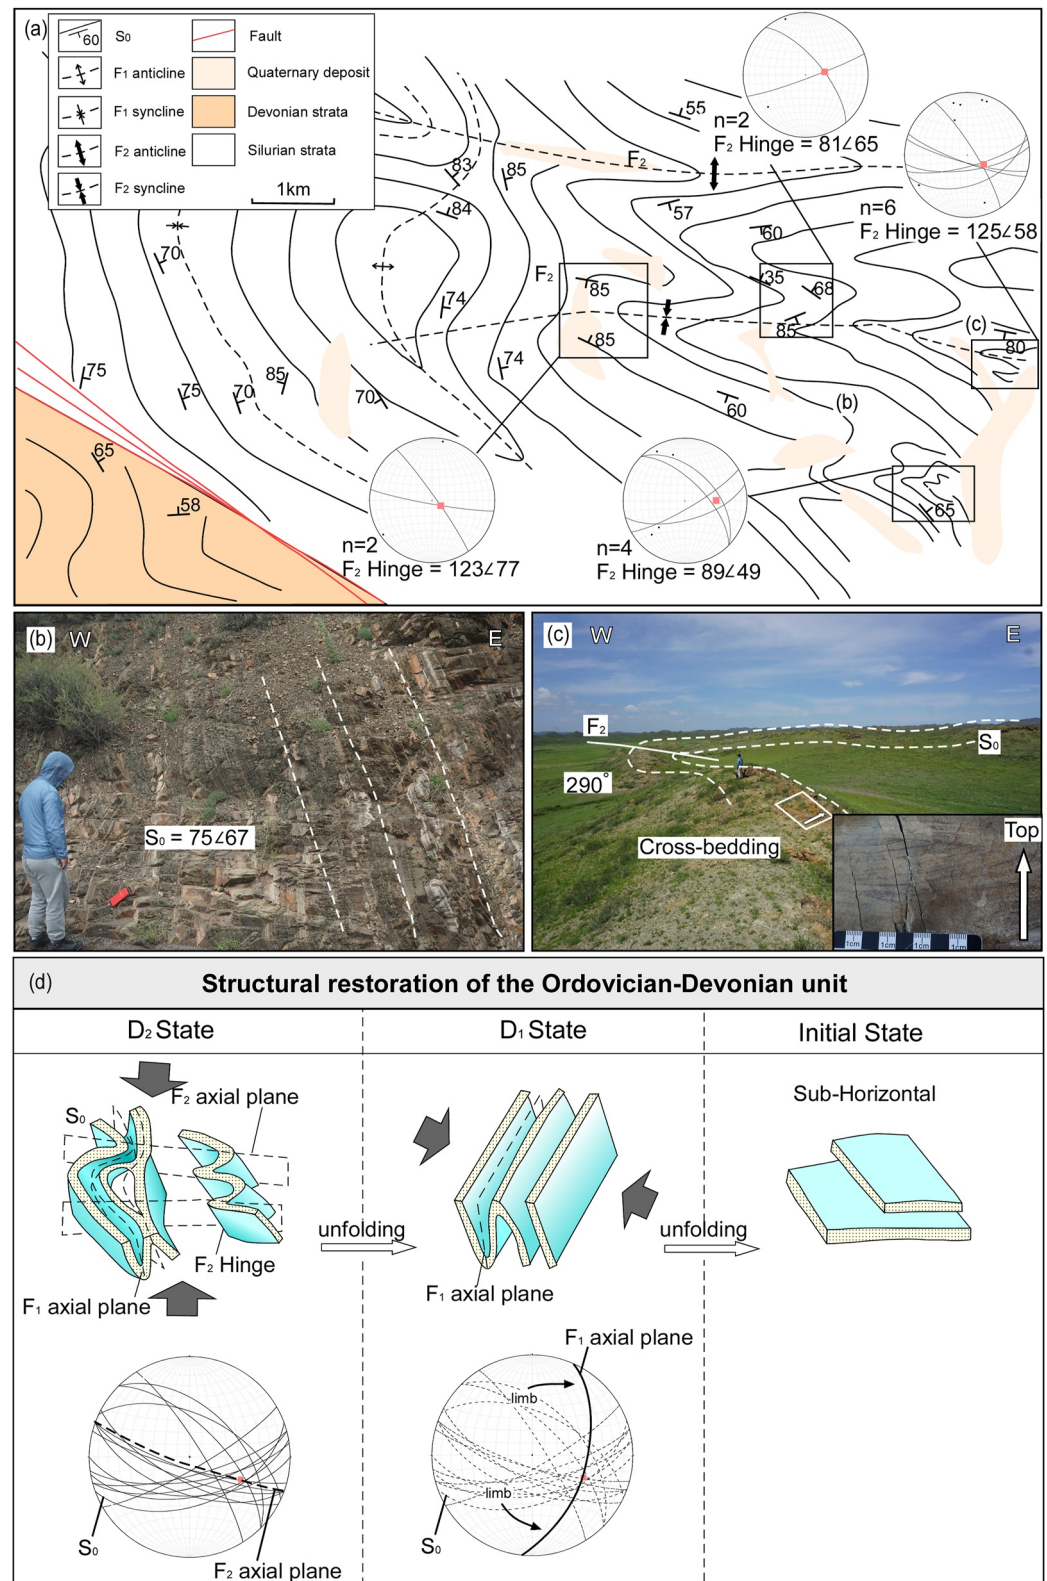 (a)
60
S0
Fault
F1 anticline
Quaternary deposit
F1 syncline
Devonian strata
F2 anticline
Silurian strata
F2 syncline
1km
55
n=2
F2 Hinge = 81∠65
n=6
F2 Hinge = 125∠58
F2
83
85
84
57
60
70
35
68
F2
85
74
85
(c)
80
85
74
75
85
75
70
70
60
(b)
65
58
65
n=2
F2 Hinge = 123∠77
n=4
F2 Hinge = 89∠49
(b)
W
E
S0 = 75∠67
(c)
W
E
F2
S0
290°
Cross-bedding
Top
1cm
1cm
1cm
1cm
(d)
Structural restoration of the Ordovician-Devonian unit
D2 State
D1 State
Initial State
S0
F2 axial plane
Sub-Horizontal
unfolding
unfolding
F2 Hinge
F1 axial plane
F1 axial plane
F1 axial plane
limb
limb
S0
S0
F2 axial plane